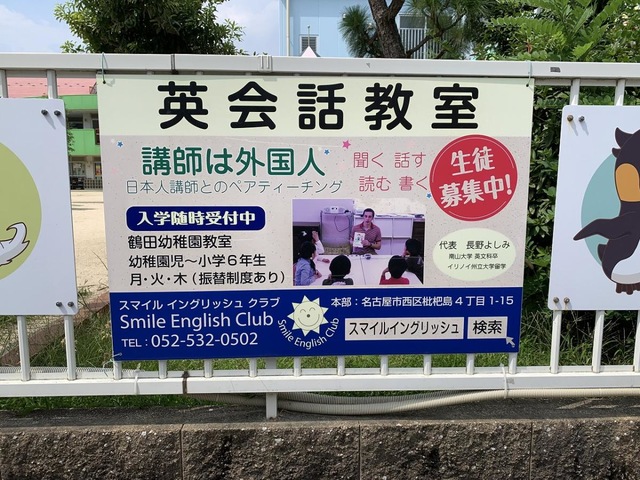 英会話教室
講師は外国人
日本人講師とのペアティーチング
聞く 話す
読む 書く
生徒
募集中!
入学随時受付中
鶴田幼稚園教室
幼稚園児〜小学6年生
月・火・木(振替制度あり)
代表 長野よしみ
南山大学 英文科卒
イリノイ州立大学留学
スマイル イングリッシュ クラブ
Smile English Club
TEL:052-532-0502
Smile English Club
本部:名古屋市西区枇杷島4丁目1-15
スマイルイングリッシュ 検索